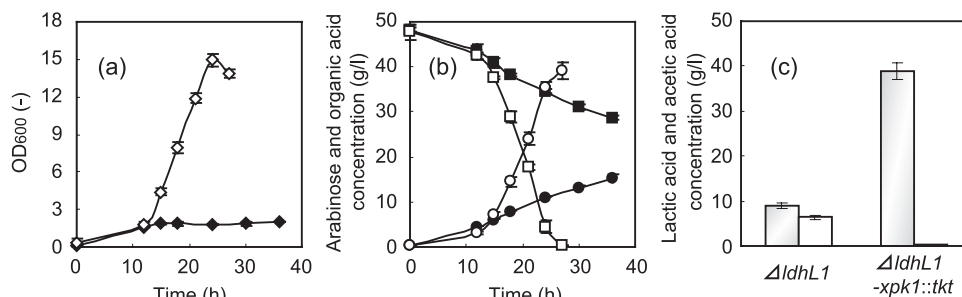 18
15
12
9
6
3
0
OD600 (-)
(a)
0 10 20 30 40
Time (h)
Arabinose and organic acid
concentration (g/l)
50
40
30
20
10
0
(b)
0 10 20 30 40
Time (h)
Lactic acid and acetic acid
concentration (g/l)
50
40
30
20
10
0
(c)
ΔldhL1
ΔldhL1
-xpk1::tkt